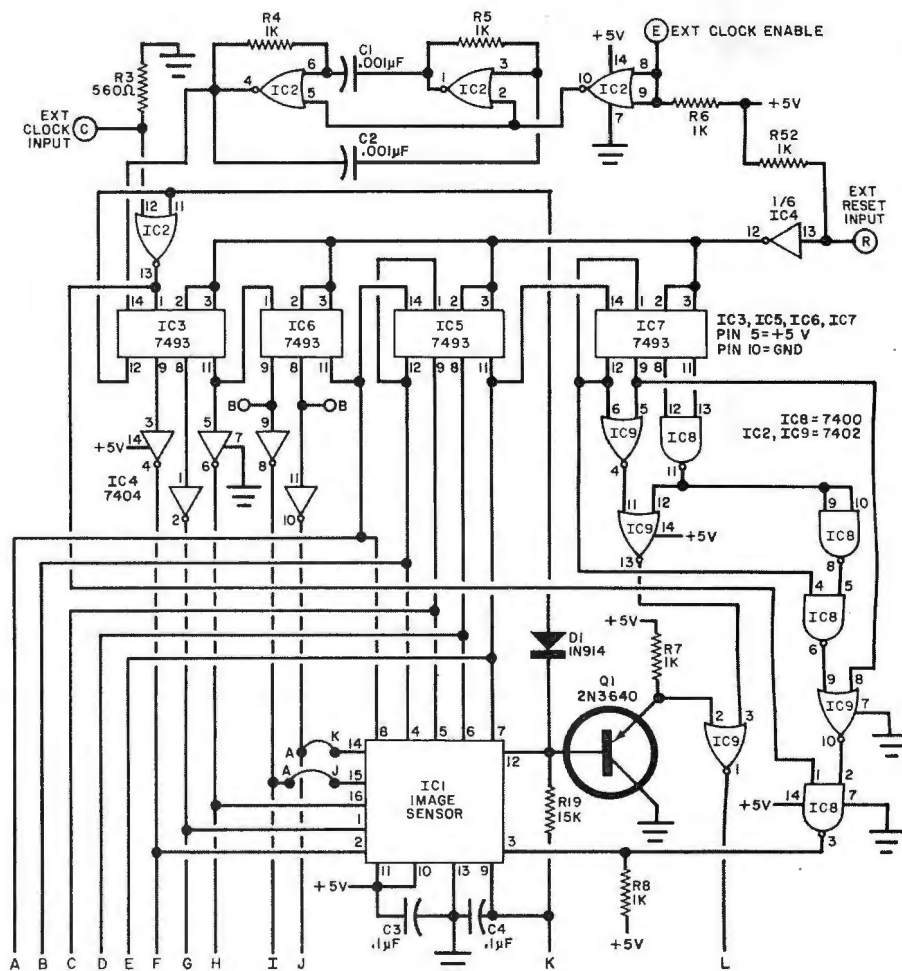 R4
1K
R5
1K
C1
.001µF
+5V
E EXT CLOCK ENABLE
R3
560Ω
6
4
IC2
5
3
1
IC2
2
14
8
10
IC2
9
7
EXT
CLOCK
INPUT
C
R6
1K
+5V
R52
1K
C2
.001µF
EXT
RESET
INPUT
R
1/6
IC4
12
13
12
11
IC2
13
14 1 2 3
IC3
7493
12 9 8 11
1 2 3
IC6
7493
9 8 11
14 1 2 3
IC5
7493
12 9 8 11
14 1 2 3
IC7
7493
12 9 8 11
IC3, IC5, IC6, IC7
PIN 5=+5 V
PIN 10=GND
B
B
3
+5V
14
4
IC4
7404
1
2
5
7
6
9
8
11
10
6 5
IC9
4
12 13
IC8
11
IC8=7400
IC2, IC9=7402
11 12
IC9
14
+5V
13
9 10
IC8
8
4 5
IC8
6
D1
1N914
+5V
R7
1K
Q1
2N3640
2 3
IC9
1
9 8
IC9
7
10
1 2
+5V
14
IC8
7
3
A K
A J
14
15
16
1
2
8 4 5 6 7
12
3
IC1
IMAGE
SENSOR
11 10 13 9
R19
15K
R8
1K
+5V
+5V
C3
.1µF
C4
.1µF
A B C D E F G H I J K L